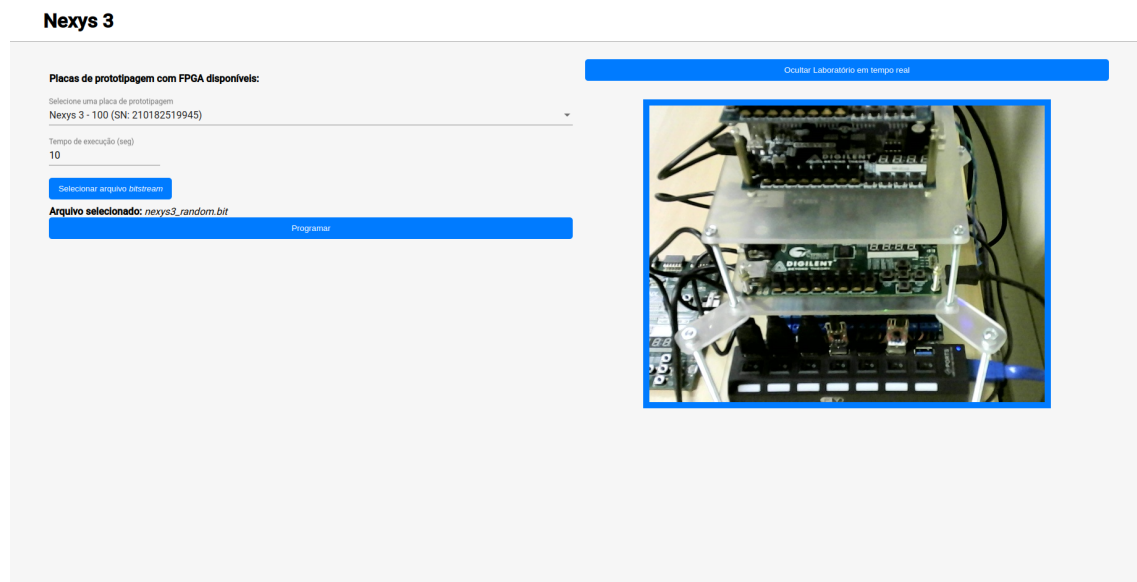 Nexys 3
Placas de prototipagem com FPGA disponíveis:
Selecione uma placa de prototipagem
Nexys 3 - 100 (SN: 210182519945)
Tempo de execução (seg)
10
Selecionar arquivo bitstream
Arquivo selecionado: nexys3_random.bit
Programar
Ocultar Laboratório em tempo real
DIGILENT
DIGILENT
BEYOND THEORY